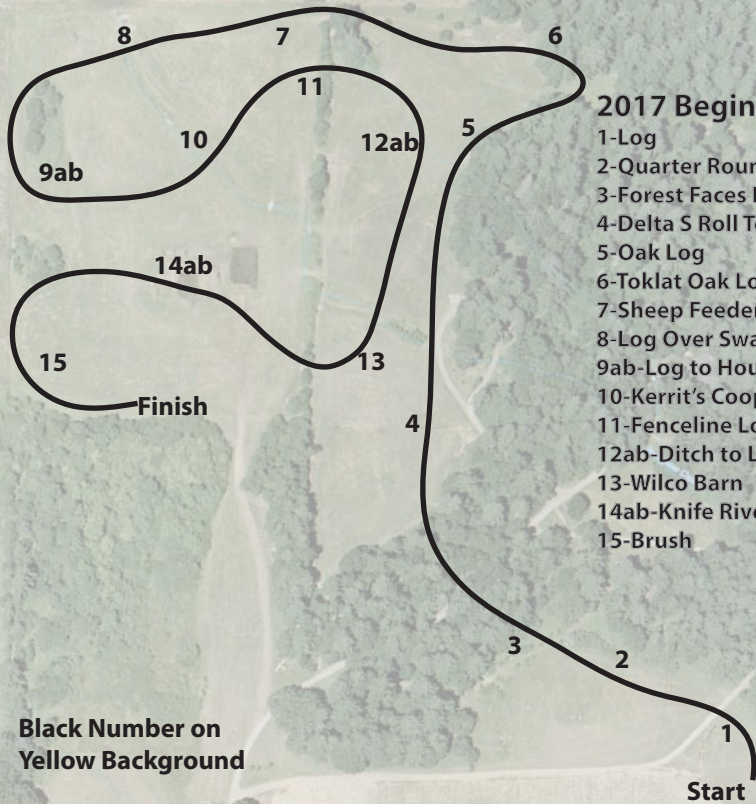 8
7
6
11
5
10
12ab
9ab
14ab
15
13
Finish
4
3
2
1
Start
2017 Begin
1-Log
2-Quarter Roun
3-Forest Faces
4-Delta S Roll
5-Oak Log
6-Toklat Oak Lo
7-Sheep Feeder
8-Log Over Swa
9ab-Log to Hou
10-Kerrit's Coop
11-Fenceline Lo
12ab-Ditch to L
13-Wilco Barn
14ab-Knife Rive
15-Brush
Black Number on
Yellow Background